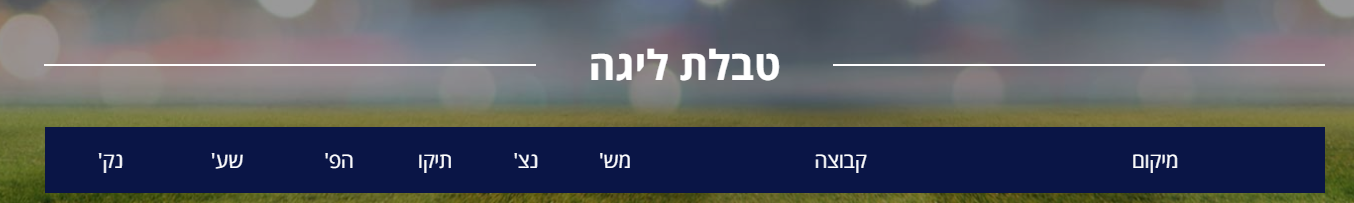 טבלת ליגה
מיקום קבוצה מש' נצ' תיקו הפ' שע' נק'